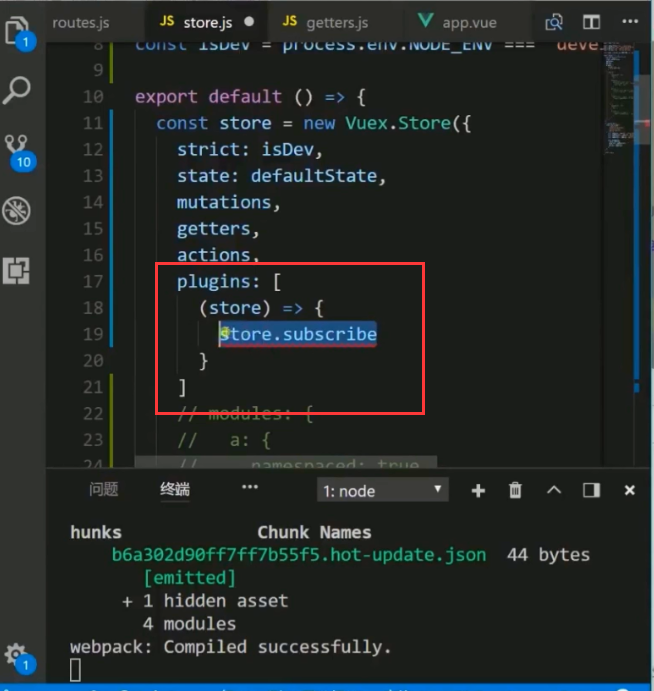 routes.js JS store.js JS getters.js app.vue
8 const isDev = process.env.NODE_ENV ===
9
10 export default () => {
11 const store = new Vuex.Store({
12 strict: isDev,
13 state: defaultState,
14 mutations,
15 getters,
16 actions,
17 plugins: [
18 (store) => {
19 store.subscribe
20 }
21 ]
22 // modules: {
23 // a: {
24 // namespaced: true
1
10
问题 终端 ••• 1: node
hunks Chunk Names
b6a302d90ff7ff7b55f5.hot-update.json 44 bytes
[emitted]
+ 1 hidden asset
4 modules
webpack: Compiled successfully.
1